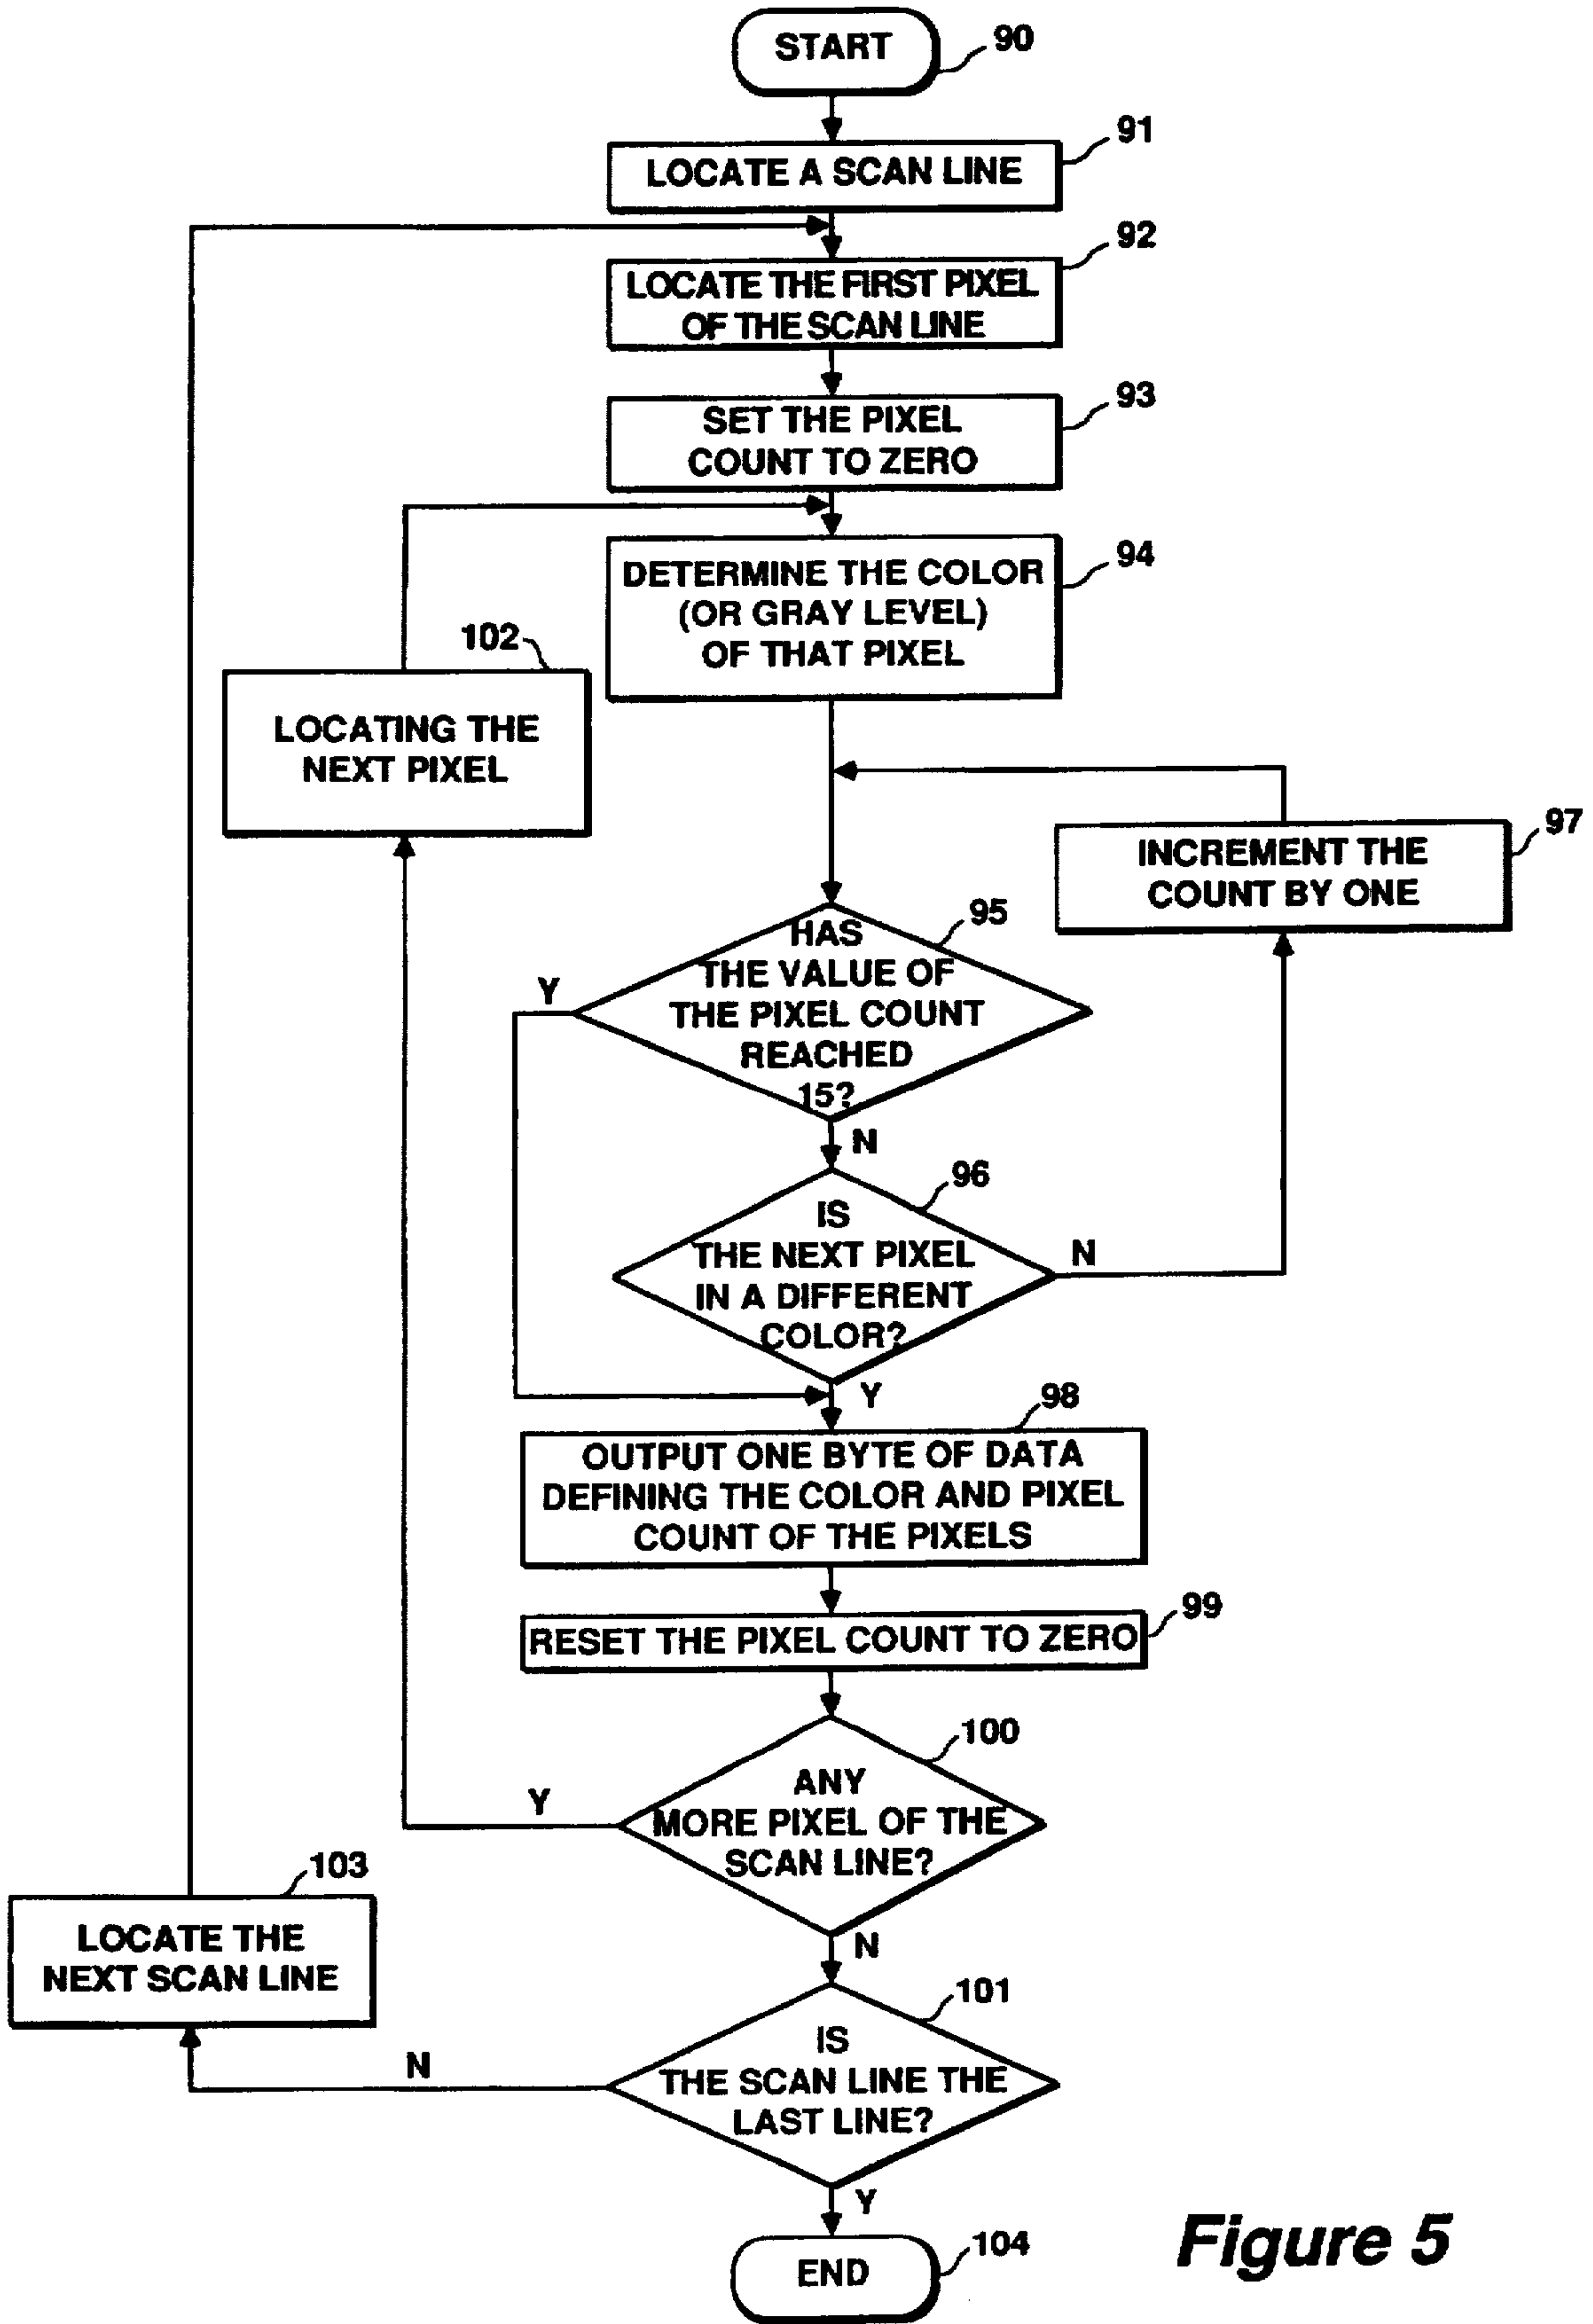 START
90
91
LOCATE A SCAN LINE
92
LOCATE THE FIRST PIXEL
OF THE SCAN LINE
93
SET THE PIXEL
COUNT TO ZERO
94
DETERMINE THE COLOR
(OR GRAY LEVEL)
OF THAT PIXEL
102
LOCATING THE
NEXT PIXEL
97
INCREMENT THE
COUNT BY ONE
95
HAS
THE VALUE OF
THE PIXEL COUNT
REACHED
15?
Y
N
96
IS
THE NEXT PIXEL
IN A DIFFERENT
COLOR?
N
Y
98
OUTPUT ONE BYTE OF DATA
DEFINING THE COLOR AND PIXEL
COUNT OF THE PIXELS
99
RESET THE PIXEL COUNT TO ZERO
100
ANY
MORE PIXEL OF THE
SCAN LINE?
Y
N
103
LOCATE THE
NEXT SCAN LINE
101
IS
THE SCAN LINE THE
LAST LINE?
N
Y
END
104
Figure 5